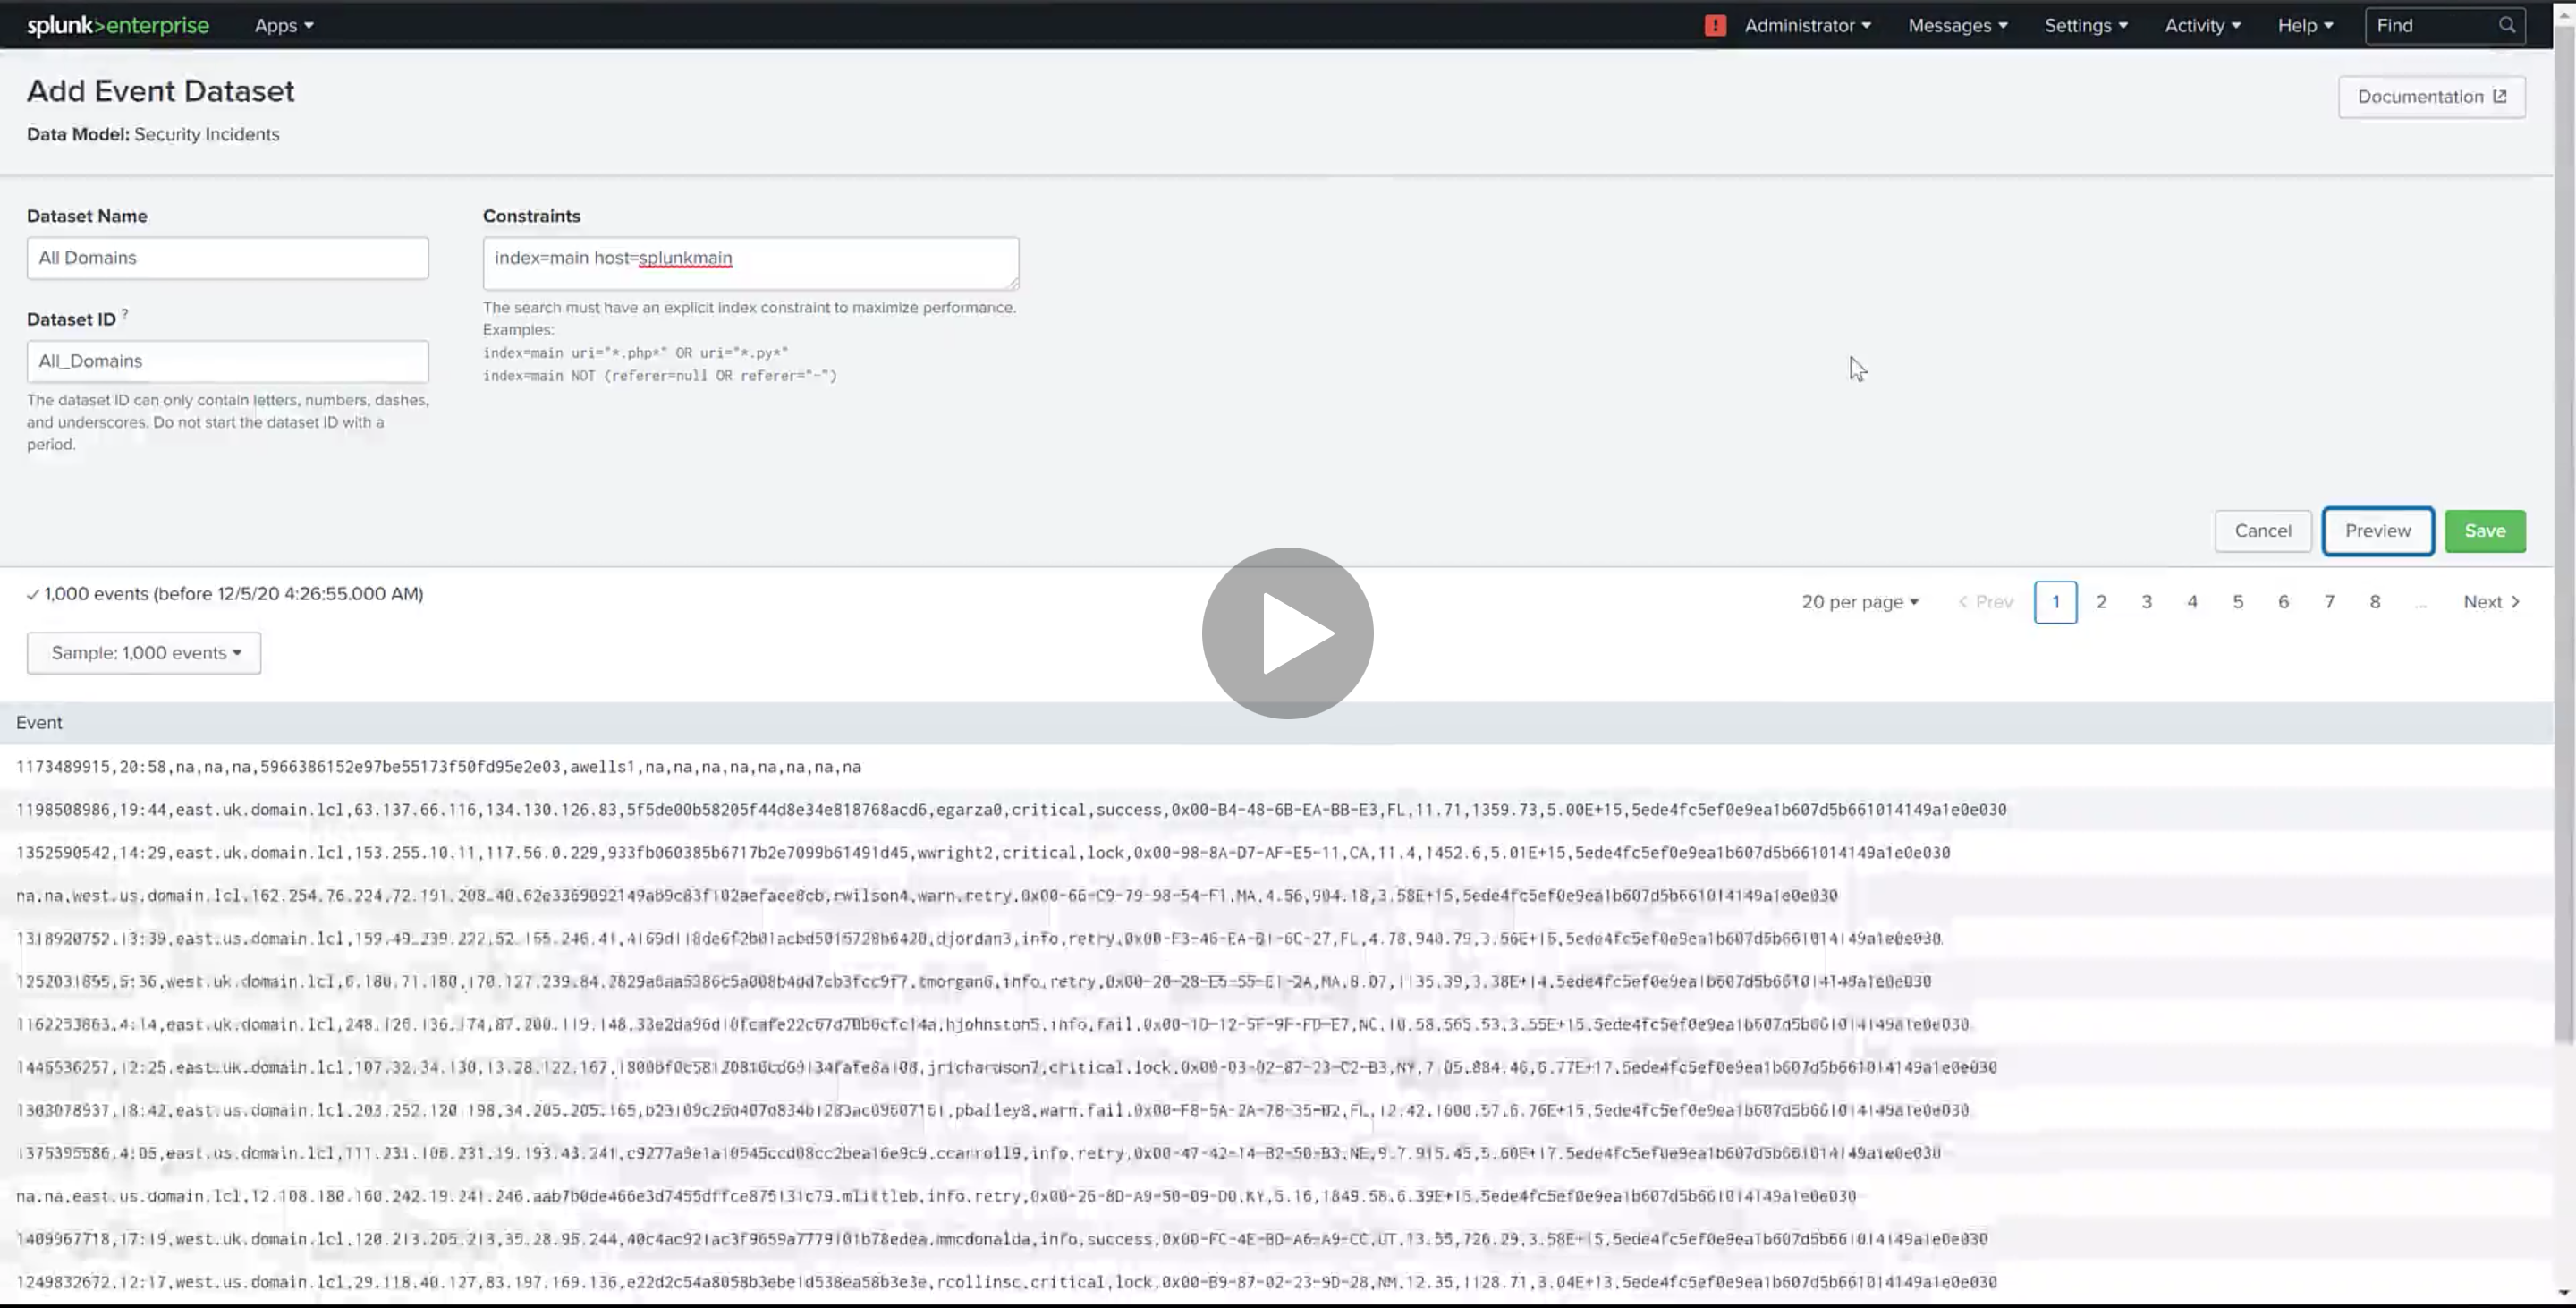 splunk>enterprise Apps Administrator Messages Settings Activity Help Find
Add Event Dataset
Documentation
Data Model: Security Incidents
Dataset Name Constraints
All Domains index=main host=splunkmain
The search must have an explicit index constraint to maximize performance.
Dataset ID ? Examples:
index=main uri="*.php*" OR uri="*.py*"
All_Domains
index=main NOT (referer=null OR referer="-")
The dataset ID can only contain letters, numbers, dashes,
and underscores. Do not start the dataset ID with a
period.
Cancel Preview Save
1,000 events (before 12/5/20 4:26:55.000 AM) 20 per page < Prev 1 2 3 4 5 6 7 8 ... Next >
Sample: 1,000 events
Event
1173489915,20:58,na,na,na,5966386152e97be55173f50fd95e2e03,awells1,na,na,na,na,na,na,na,na
1198508986,19:44,east.uk.domain.lcl,63.137.66.116,134.130.126.83,5f5de00b58205f44d8e34e818768acd6,egarza0,critical,success,0x00-B4-48-6B-EA-BB-E3,FL,11.71,1359.73,5.00E+15,5ede4fc5ef0e9ea1b607d5b661014149a1e0e030
1352590542,14:29,east.uk.domain.lcl,153.255.10.11,117.56.0.229,933fb060385b6717b2e7099b61491d45,wwright2,critical,lock,0x00-98-8A-D7-AF-E5-11,CA,11.4,1452.6,5.01E+15,5ede4fc5ef0e9ea1b607d5b661014149a1e0e030
na,na,west.us.domain.lcl,162.254.76.224,72.191.208.40,62e3369092149ab9c83f102aefaee8cb,rwilson4,warn,retry,0x00-66-C9-79-98-54-F1,MA,4.56,904.18,3.58E+15,5ede4fc5ef0e9ea1b607d5b661014149a1e0e030
1318920752,13:39,east.us.domain.lcl,159.49.239.222,52.155.246.41,djordan3,info,retry,FL,4.78,940.79,3.56E+15,5ede4fc5ef0e9ea1b607d5b661014149a1e0e030
1252031855,5:36,west.uk.domain.lcl,6.180.71.180,170.127.239.84,tmorgan6,info,retry,0x00-20-28-E5-55-E1-2A,MA,8.07,1135.39,3.38E+14,5ede4fc5ef0e9ea1b607d5b661014149a1e0e030
1162253863,4:14,east.uk.domain.lcl,248.126.136.174,87.200.119.148,hjohnston5,info,fail,0x00-1D-12-5F-9F-FD-E7,NC,10.58,565.53,3.55E+15,5ede4fc5ef0e9ea1b607d5b661014149a1e0e030
1445536257,12:25,east.uk.domain.lcl,107.32.34.130,13.28.122.167,jrichardson7,critical,lock,0x00-03-02-87-23-C2-B3,NY,7.05,884.46,6.77E+17,5ede4fc5ef0e9ea1b607d5b661014149a1e0e030
1303078937,18:42,east.us.domain.lcl,203.252.120.198,34.205.205.165,pbailey8,warn,fail,FL,12.42,1600.57,6.76E+15,5ede4fc5ef0e9ea1b607d5b661014149a1e0e030
1375395586,4:05,east.us.domain.lcl,111.231.106.231,19.193.43.241,c9277a9e1a10545ccd08cc2bea16e9c9,ccarroll9,info,retry,0x00-47-42-14-B2-50-B3,NE,9.7,915.45,5.60E+17,5ede4fc5ef0e9ea1b607d5b661014149a1e0e030
na,na,east.us.domain.lcl,12.108.180.160,242.19.241.246,aab7b0de466e3d7455dffce875131c79,mlittleb,info,retry,0x00-26-8D-A9-50-09-D0,KY,5.16,1849.58,6.39E+15,5ede4fc5ef0e9ea1b607d5b661014149a1e0e030
1409967718,17:19,west.uk.domain.lcl,120.213.205.213,35.28.95.244,40c4ac921ac3f9659a7779101b78edea,mmcdonalda,info,success,0x00-FC-4E-BD-A6-A9-CC,UT,13.55,726.29,3.58E+15,5ede4fc5ef0e9ea1b607d5b661014149a1e0e030
1249832672,12:17,west.us.domain.lcl,29.118.40.127,83.197.169.136,e22d2c54a8058b3ebe1d538ea58b3e3e,rcollinsc,critical,lock,0x00-B9-87-02-23-9D-28,NM,12.35,1128.71,3.04E+13,5ede4fc5ef0e9ea1b607d5b661014149a1e0e030